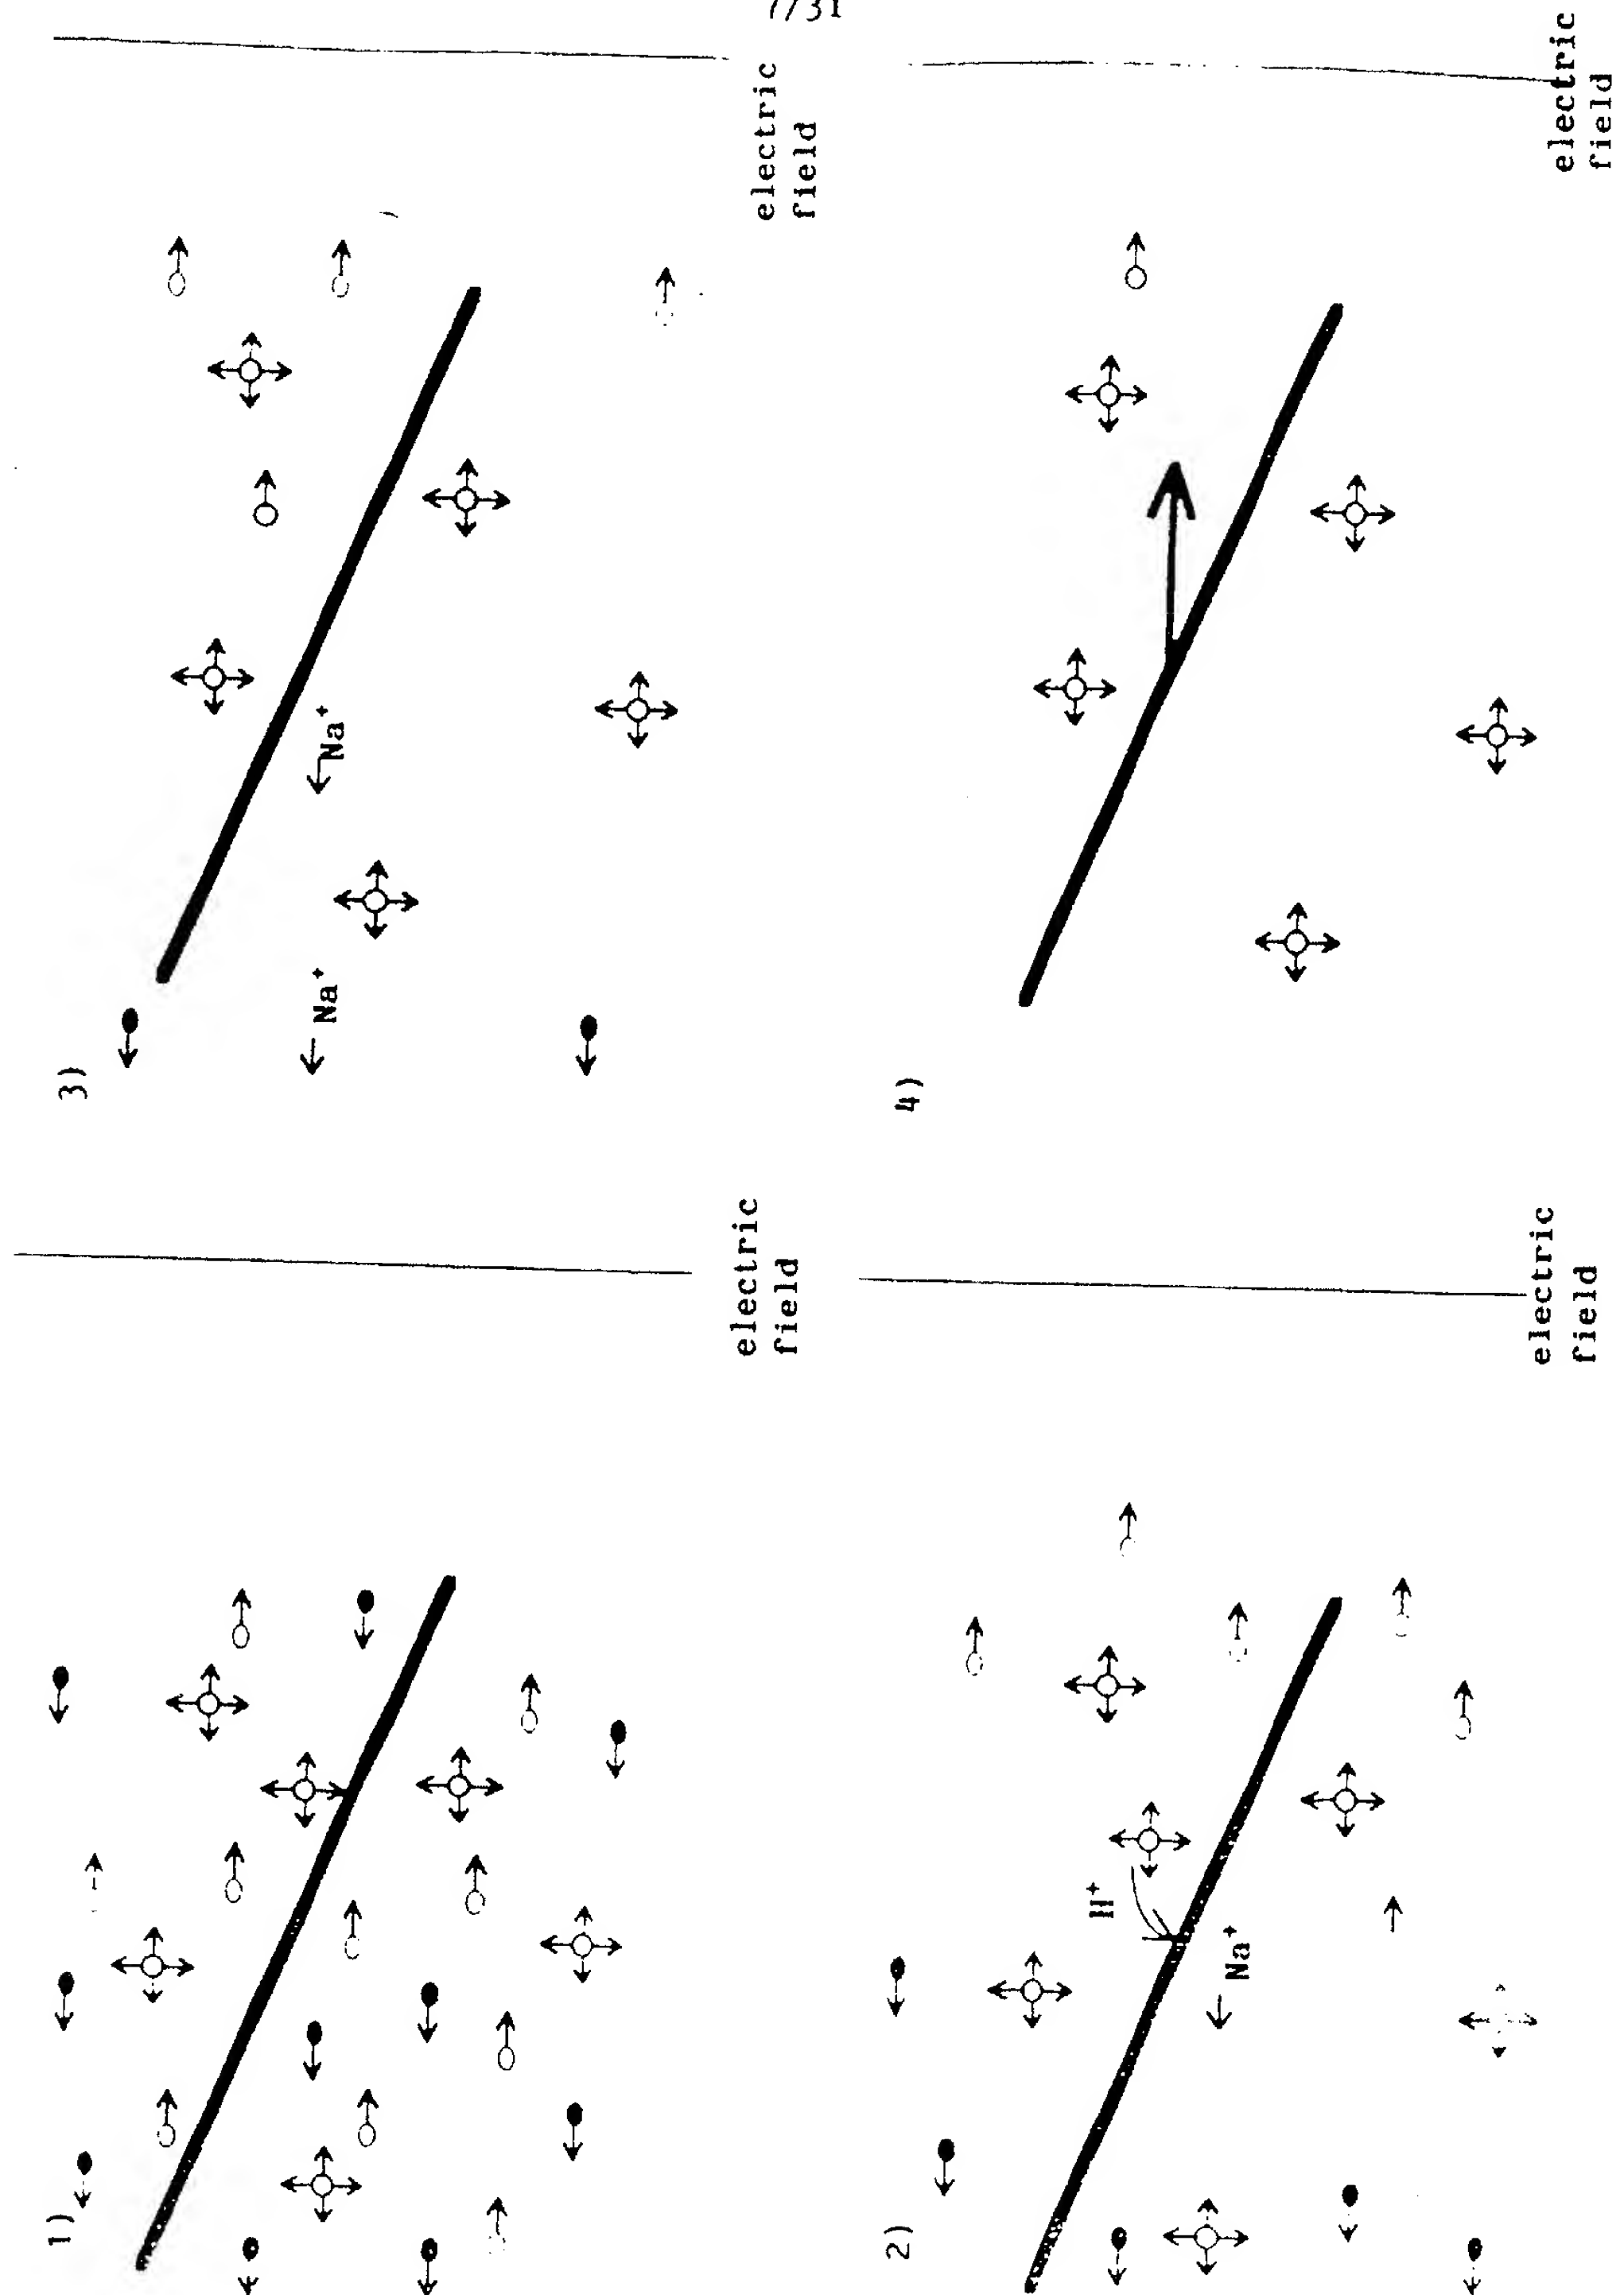 7/31
1)
electric
field
2)
H⁺
Na⁺
electric
field
3)
Na⁺
Na⁺
electric
field
4)
electric
field